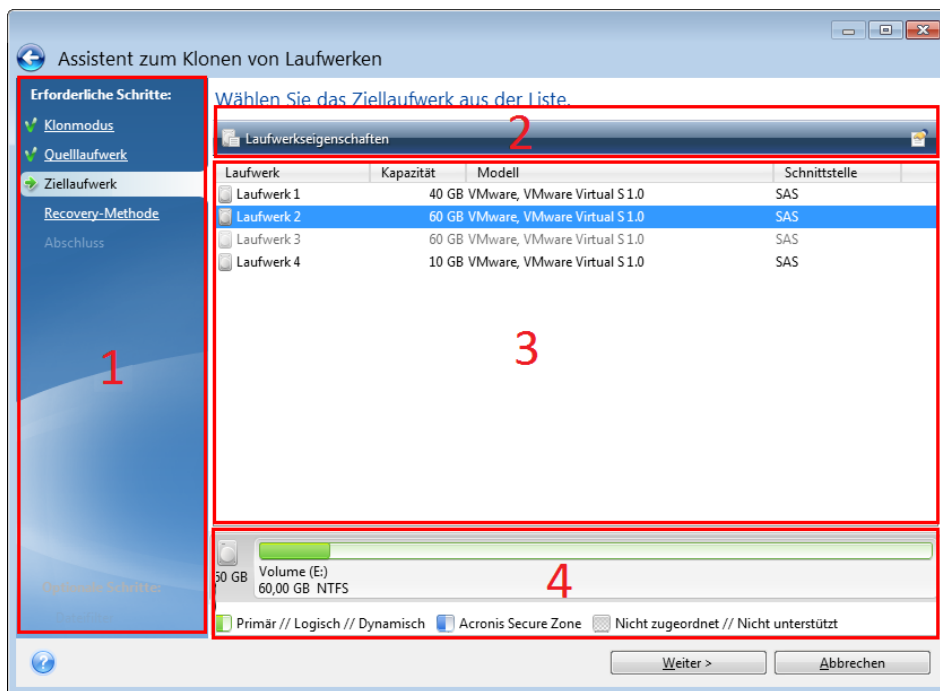 Assistent zum Klonen von Laufwerken
Erforderliche Schritte:
Klonmodus
Quelllaufwerk
Ziellaufwerk
Recovery-Methode
Abschluss
1
Optionale Schritte:
Wählen Sie das Ziellaufwerk aus der Liste.
Laufwerkseigenschaften
2
Laufwerk Kapazität Modell Schnittstelle
Laufwerk 1 40 GB VMware, VMware Virtual S 1.0 SAS
Laufwerk 2 60 GB VMware, VMware Virtual S 1.0 SAS
Laufwerk 3 60 GB VMware, VMware Virtual S 1.0 SAS
Laufwerk 4 10 GB VMware, VMware Virtual S 1.0 SAS
3
60 GB
Volume (E:)
60,00 GB NTFS
4
Primär // Logisch // Dynamisch Acronis Secure Zone Nicht zugeordnet // Nicht unterstützt
?
Weiter > Abbrechen